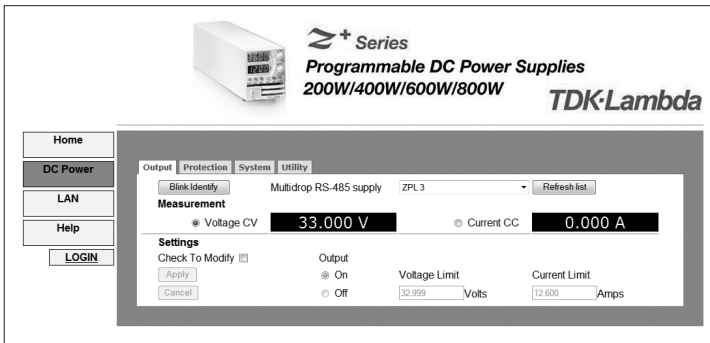 Z+ Series
Programmable DC Power Supplies
200W/400W/600W/800W
TDK·Lambda
Home
DC Power
LAN
Help
LOGIN
Output Protection System Utility
Blink Identify Multidrop RS-485 supply ZPL 3 Refresh list
Measurement
Voltage CV 33.000 V Current CC 0.000 A
Settings
Check To Modify Output
Apply On Voltage Limit Current Limit
Cancel Off 32.999 Volts 12.600 Amps